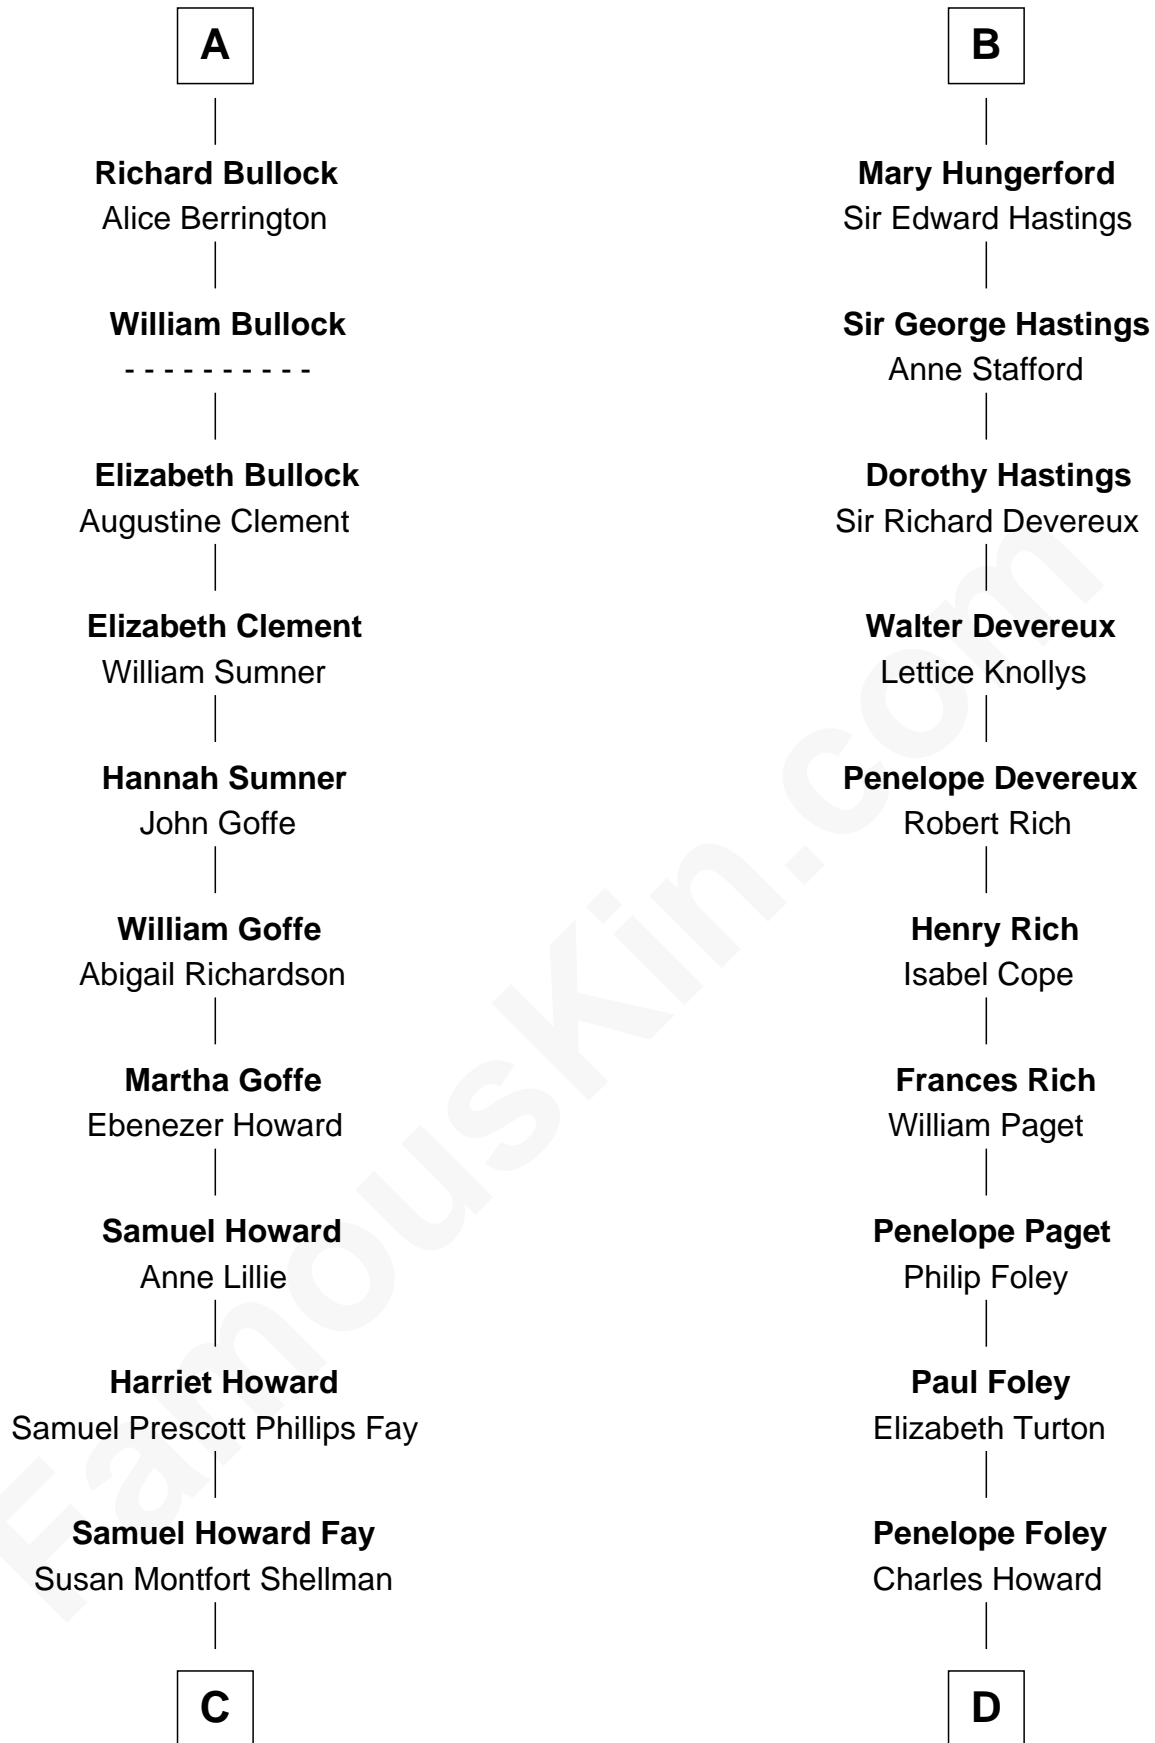 A
Richard Bullock
Alice Berrington
William Bullock
- - - - - - - - - -
Elizabeth Bullock
Augustine Clement
Elizabeth Clement
William Sumner
Hannah Sumner
John Goffe
William Goffe
Abigail Richardson
Martha Goffe
Ebenezer Howard
Samuel Howard
Anne Lillie
Harriet Howard
Samuel Prescott Phillips Fay
Samuel Howard Fay
Susan Montfort Shellman
C
B
Mary Hungerford
Sir Edward Hastings
Sir George Hastings
Anne Stafford
Dorothy Hastings
Sir Richard Devereux
Walter Devereux
Lettice Knollys
Penelope Devereux
Robert Rich
Henry Rich
Isabel Cope
Frances Rich
William Paget
Penelope Paget
Philip Foley
Paul Foley
Elizabeth Turton
Penelope Foley
Charles Howard
D
FamousKin.com